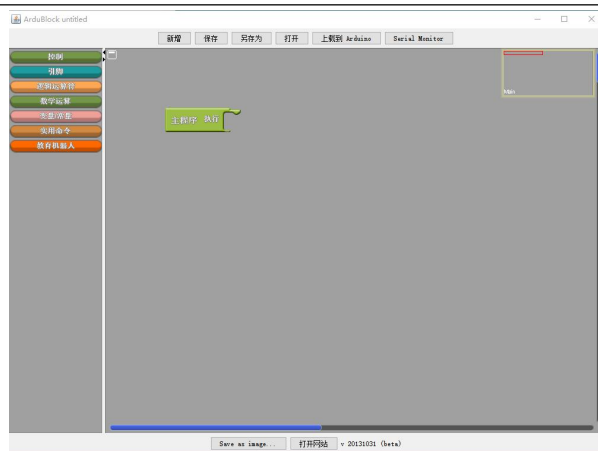 ArduBlock untitled
新增 保存 另存为 打开 上载到 Arduino Serial Monitor
控制
引脚
逻辑运算符
数学运算
变量/常量
实用命令
教育机器人
Main
主程序 执行
Save as image... 打开网站 v 20131031 (beta)